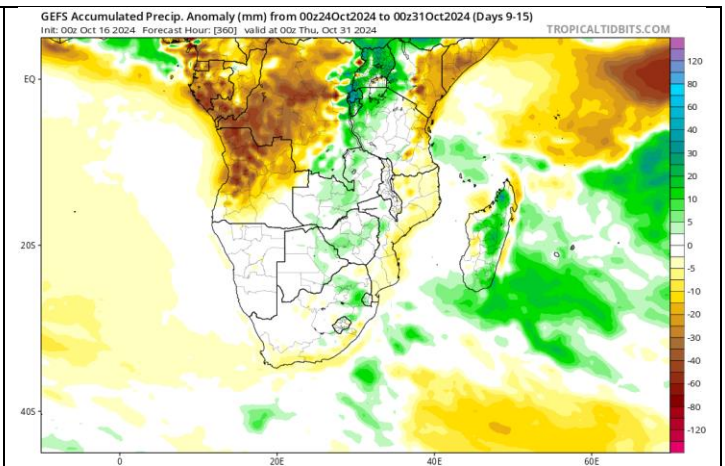 GEFS Accumulated Precip. Anomaly (mm) from 00z24Oct2024 to 00z31Oct2024 (Days 9-15)
Init: 00z Oct 16 2024 Forecast Hour: [360] valid at 00z Thu, Oct 31 2024 TROPICALTIDBITS.COM
EQ
20S
40S
0
20E
40E
60E
120
80
60
40
30
20
10
5
0
-5
-10
-20
-30
-40
-60
-80
-120